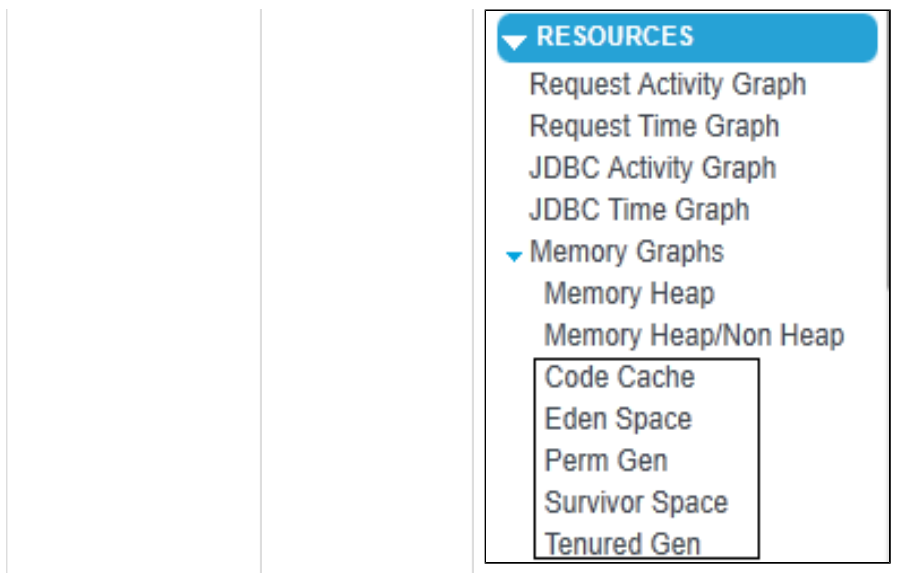 RESOURCES
Request Activity Graph
Request Time Graph
JDBC Activity Graph
JDBC Time Graph
Memory Graphs
Memory Heap
Memory Heap/Non Heap
Code Cache
Eden Space
Perm Gen
Survivor Space
Tenured Gen